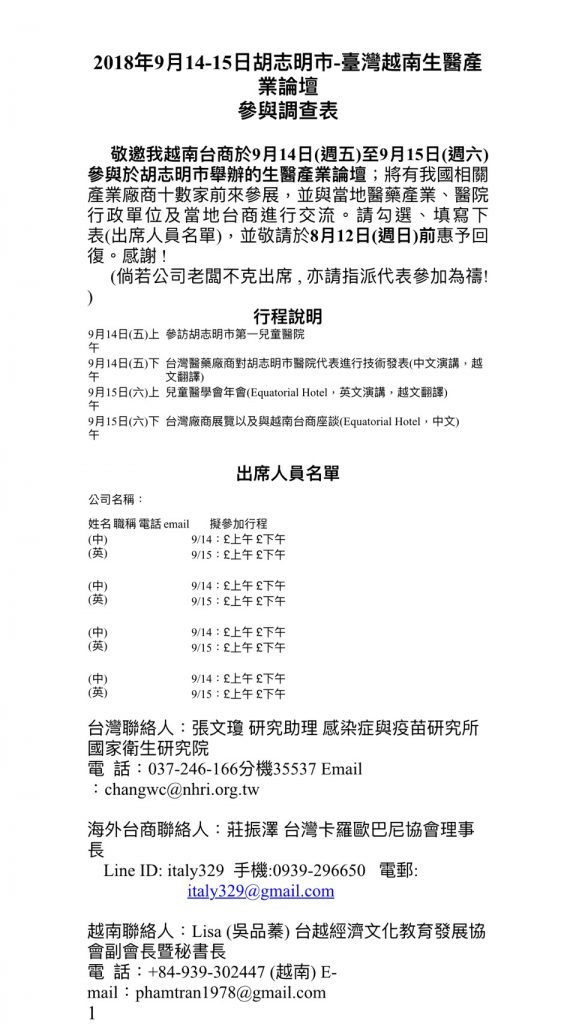 2018年9月14-15日胡志明市-臺灣越南生醫產
業論壇
參與調查表
敬邀我越南台商於9月14日(週五)至9月15日(週六)
參與於胡志明市舉辦的生醫產業論壇；將有我國相關
產業廠商十數家前來參展，並與當地醫藥產業、醫院
行政單位及當地台商進行交流。請勾選、填寫下
表(出席人員名單)，並敬請於8月12日(週日)前惠予回
復。感謝 !
(倘若公司老闆不克出席 , 亦請指派代表參加為禱!
)
行程說明
9月14日(五)上 參訪胡志明市第一兒童醫院
午
9月14日(五)下 台灣醫藥廠商對胡志明市醫院代表進行技術發表(中文演講，越
午 文翻譯)
9月15日(六)上 兒童醫學會年會(Equatorial Hotel，英文演講，越文翻譯)
午
9月15日(六)下 台灣廠商展覽以及與越南台商座談(Equatorial Hotel，中文)
午
出席人員名單
公司名稱：
姓名 職稱 電話 email 擬參加行程
(中) 9/14：£上午 £下午
(英) 9/15：£上午 £下午
(中) 9/14：£上午 £下午
(英) 9/15：£上午 £下午
(中) 9/14：£上午 £下午
(英) 9/15：£上午 £下午
(中) 9/14：£上午 £下午
(英) 9/15：£上午 £下午
台灣聯絡人：張文瓊 研究助理 感染症與疫苗研究所
國家衛生研究院
電 話：037-246-166分機35537 Email
：changwc@nhri.org.tw
海外台商聯絡人：莊振澤 台灣卡羅歐巴尼協會理事
長
Line ID: italy329 手機:0939-296650 電郵:
italy329@gmail.com
越南聯絡人：Lisa (吳品蓁) 台越經濟文化教育發展協
會副會長暨秘書長
電 話：+84-939-302447 (越南) E-
mail：phamtran1978@gmail.com
1